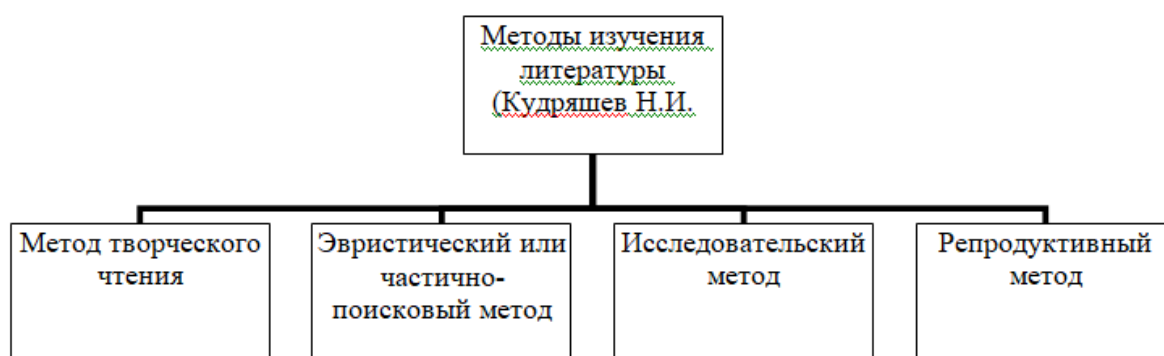 Методы изучения
литературы
(Кудряшев Н.И.
Метод творческого
чтения
Эвристический или
частично-
поисковый метод
Исследовательский
метод
Репродуктивный
метод